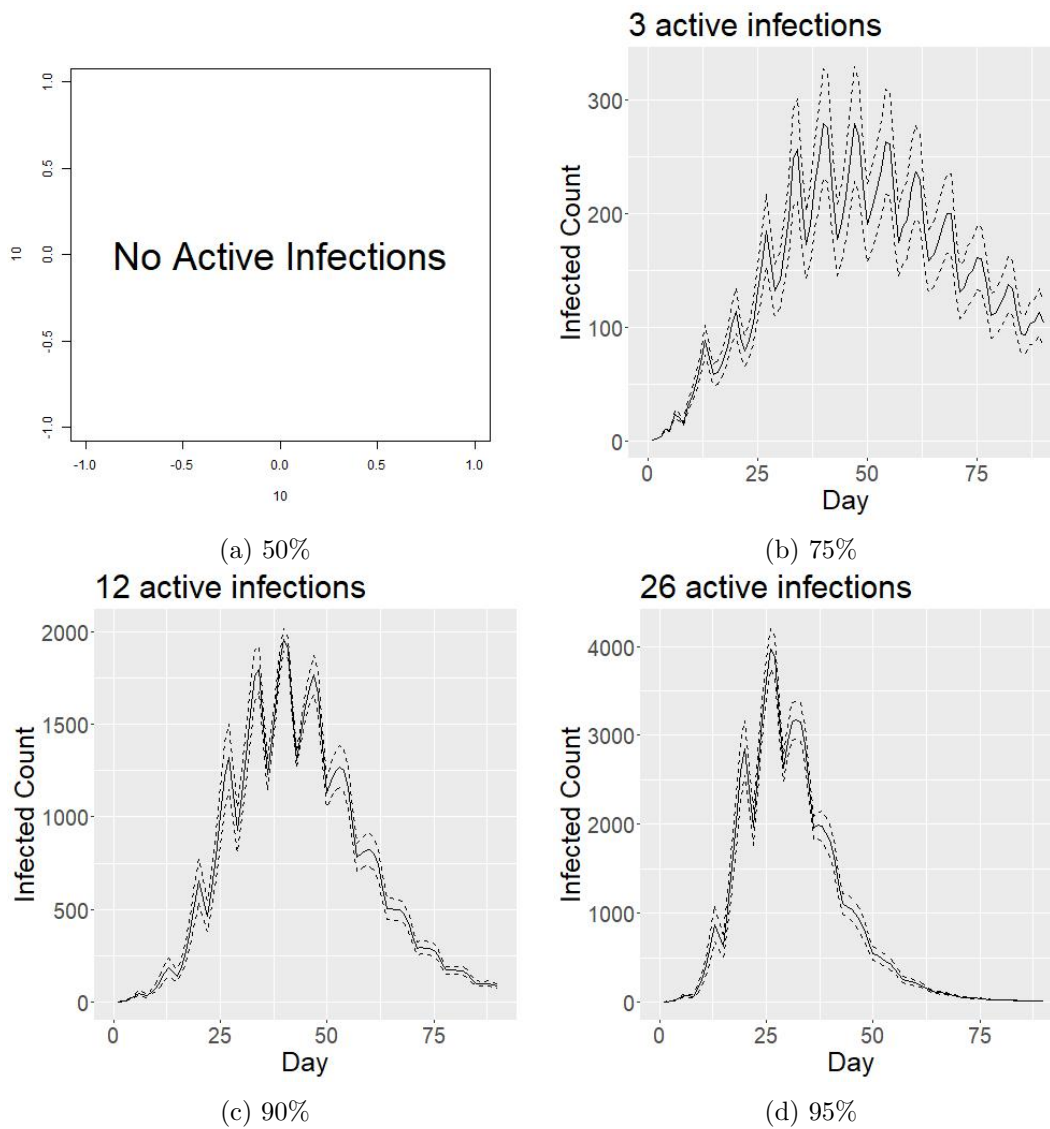 No Active Infections
1.0
0.5
0.0
-0.5
-1.0
10
-1.0 -0.5 0.0 0.5 1.0
10
(a) 50%
3 active infections
Infected Count
300
200
100
0
0 25 50 75
Day
(b) 75%
12 active infections
Infected Count
2000
1500
1000
500
0
0 25 50 75
Day
(c) 90%
26 active infections
Infected Count
4000
3000
2000
1000
0
0 25 50 75
Day
(d) 95%